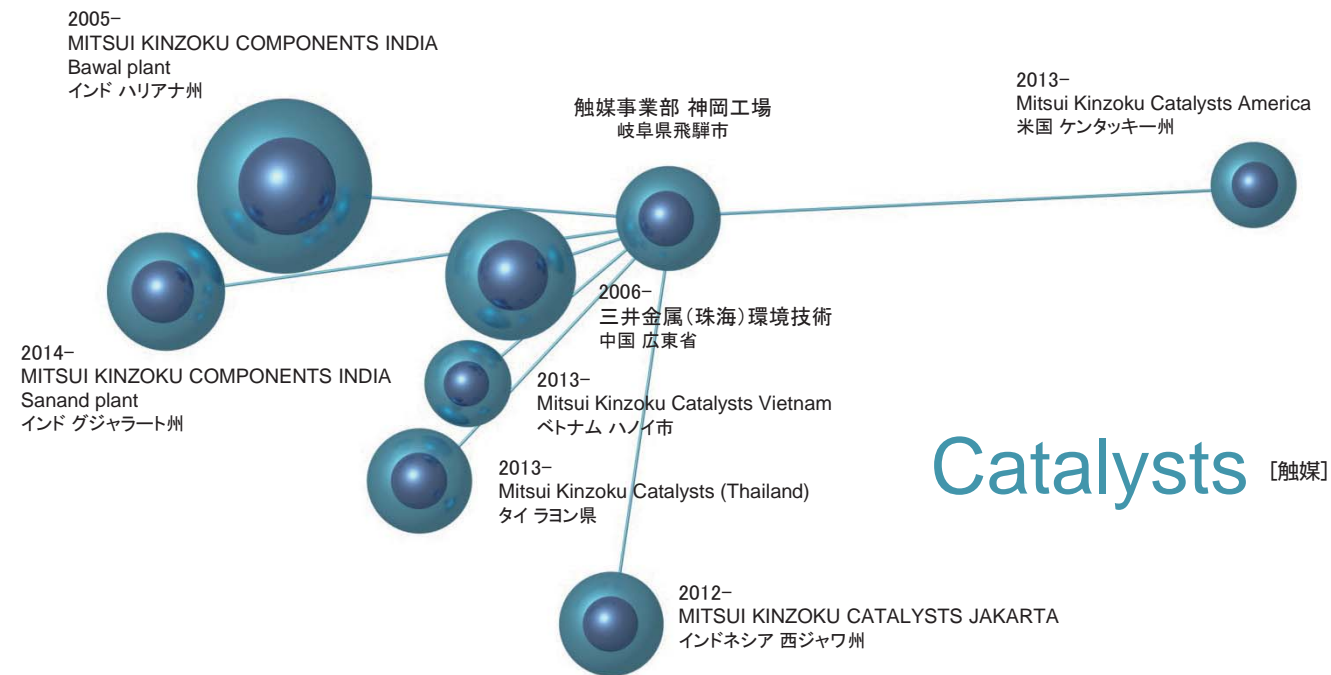 2005-
MITSUI KINZOKU COMPONENTS INDIA
Bawal plant
インド ハリアナ州
触媒事業部 神岡工場
岐阜県飛騨市
2013-
Mitsui Kinzoku Catalysts America
米国 ケンタッキー州
2006-
三井金属（珠海）環境技術
中国 広東省
2014-
MITSUI KINZOKU COMPONENTS INDIA
Sanand plant
インド グジャラート州
2013-
Mitsui Kinzoku Catalysts Vietnam
ベトナム ハノイ市
2013-
Mitsui Kinzoku Catalysts (Thailand)
タイ ラヨン県
Catalysts [触媒]
2012-
MITSUI KINZOKU CATALYSTS JAKARTA
インドネシア 西ジャワ州